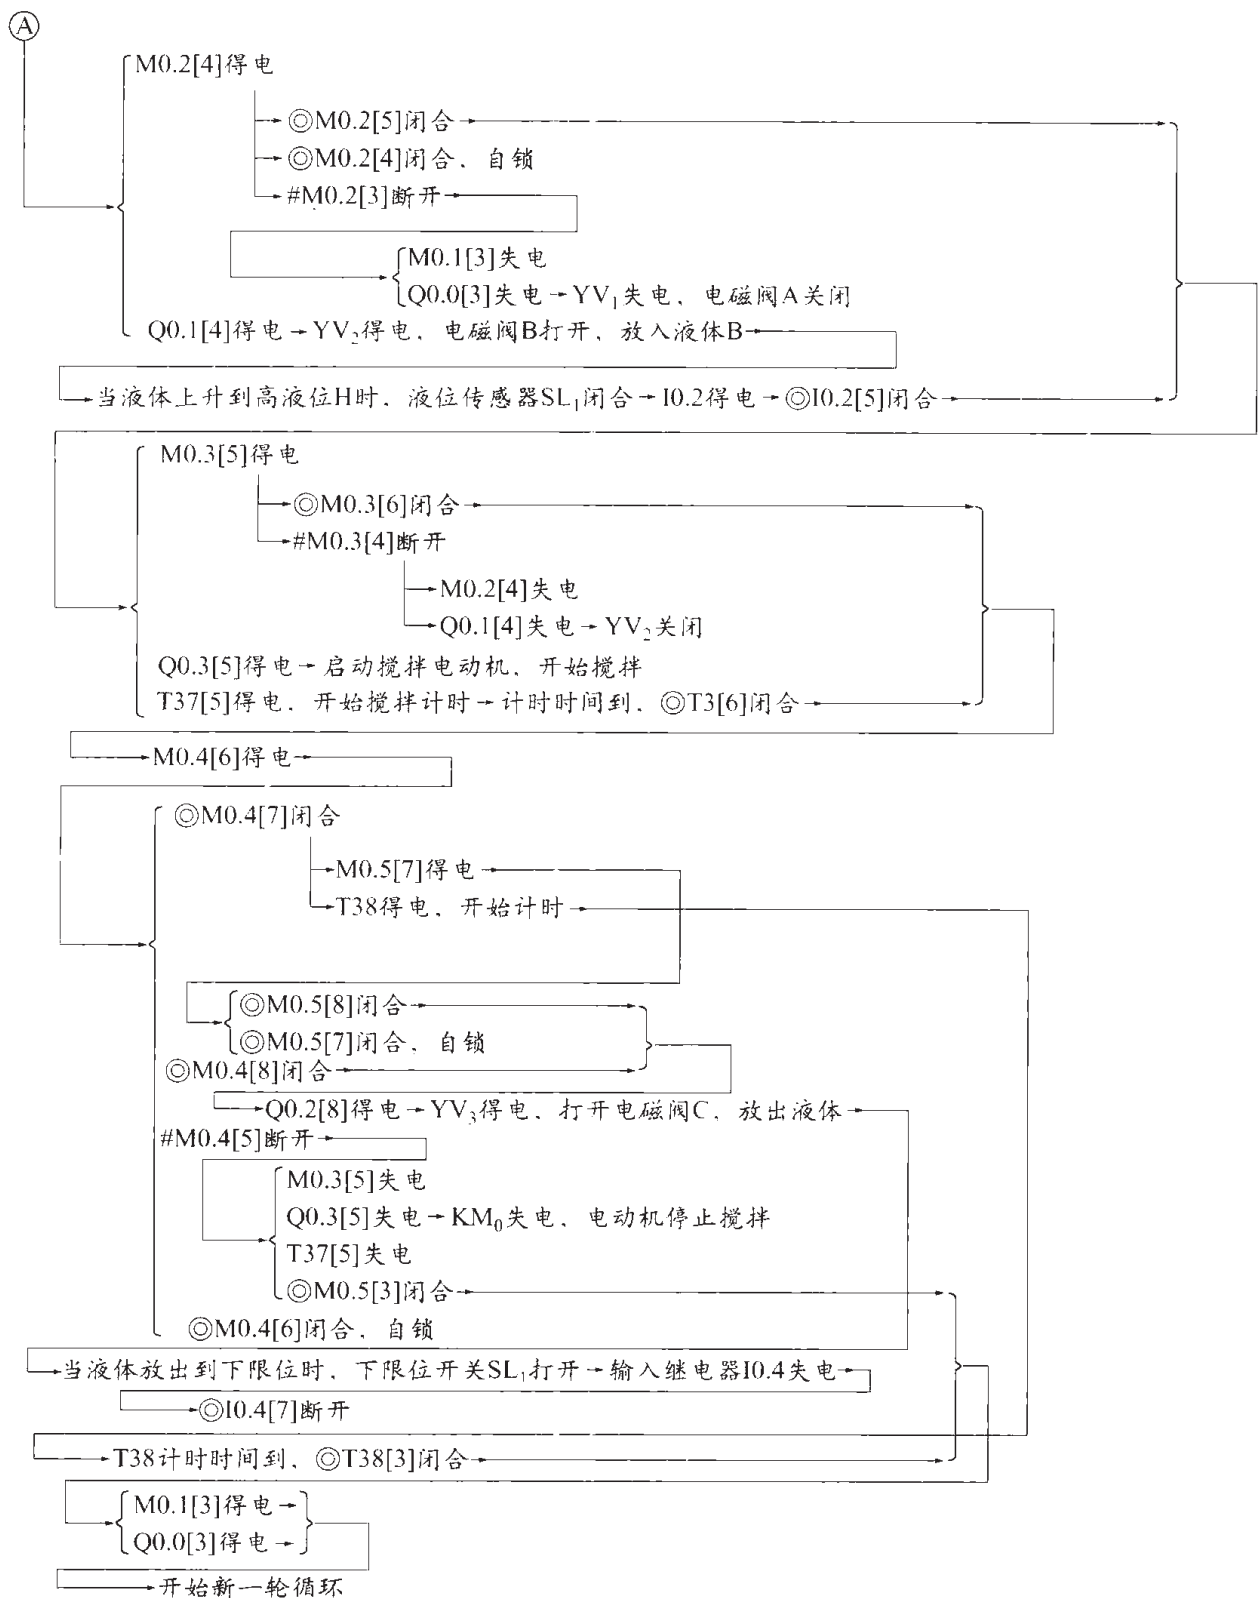 Ⓐ
M0.2[4]得电
◎M0.2[5]闭合
◎M0.2[4]闭合、自锁
#M0.2[3]断开
M0.1[3]失电
Q0.0[3]失电→YV₁失电、电磁阀A关闭
Q0.1[4]得电→YV₂得电、电磁阀B打开、放入液体B
当液体上升到高液位H时、液位传感器SL₁闭合→I0.2得电→◎I0.2[5]闭合
M0.3[5]得电
◎M0.3[6]闭合
#M0.3[4]断开
M0.2[4]失电
Q0.1[4]失电→YV₂关闭
Q0.3[5]得电→启动搅拌电动机、开始搅拌
T37[5]得电、开始搅拌计时→计时时间到、◎T3[6]闭合
M0.4[6]得电
◎M0.4[7]闭合
M0.5[7]得电
T38得电、开始计时
◎M0.5[8]闭合
◎M0.5[7]闭合、自锁
◎M0.4[8]闭合
Q0.2[8]得电→YV₃得电、打开电磁阀C、放出液体
#M0.4[5]断开
M0.3[5]失电
Q0.3[5]失电→KM₀失电、电动机停止搅拌
T37[5]失电
◎M0.5[3]闭合
◎M0.4[6]闭合、自锁
当液体放出到下限位时、下限位开关SL₁打开→输入继电器I0.4失电
◎I0.4[7]断开
T38计时时间到、◎T38[3]闭合
M0.1[3]得电
Q0.0[3]得电
开始新一轮循环